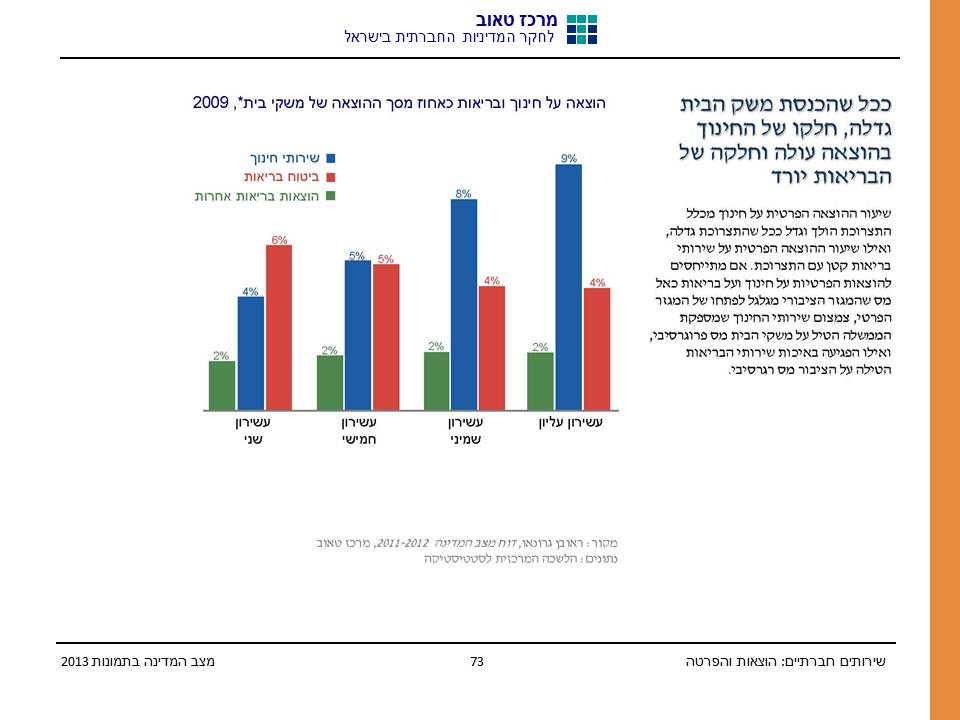 מרכז טאוב
לחקר המדיניות החברתית בישראל
ככל שהכנסת משק הבית
גדלה, חלקו של החינוך
בהוצאה עולה וחלקה של
הבריאות יורד
שיעור ההוצאה הפרטית על חינוך מכלל
התצרוכת הולך וגדל ככל שהתצרוכת גדלה,
ואילו שיעור ההוצאה הפרטית על שירותי
בריאות קטן עם התצרוכת. אם מתייחסים
להוצאות הפרטיות על חינוך ועל בריאות כאל
מס שהמגזר הציבורי מגלגל לפתחו של המגזר
הפרטי, צמצום שירותי החינוך שמספקת
הממשלה הטיל על משקי הבית מס פרוגרסיבי,
ואילו הפגיעה באיכות שירותי הבריאות
הטילה על הציבור מס רגרסיבי.
הוצאה על חינוך ובריאות כאחוז מסך ההוצאה של משקי בית*, 2009
שירותי חינוך
ביטוח בריאות
הוצאות בריאות אחרות
2% 4% 6%
2% 5% 5%
2% 8% 4%
2% 9% 4%
עשירון
שני
עשירון
חמישי
עשירון
שמיני
עשירון עליון
מקור: ראובן גרונאו, דוח מצב המדינה 2011-2012, מרכז טאוב
נתונים: הלשכה המרכזית לסטטיסטיקה
שירותים חברתיים: הוצאות והפרטה
73
מצב המדינה בתמונות 2013